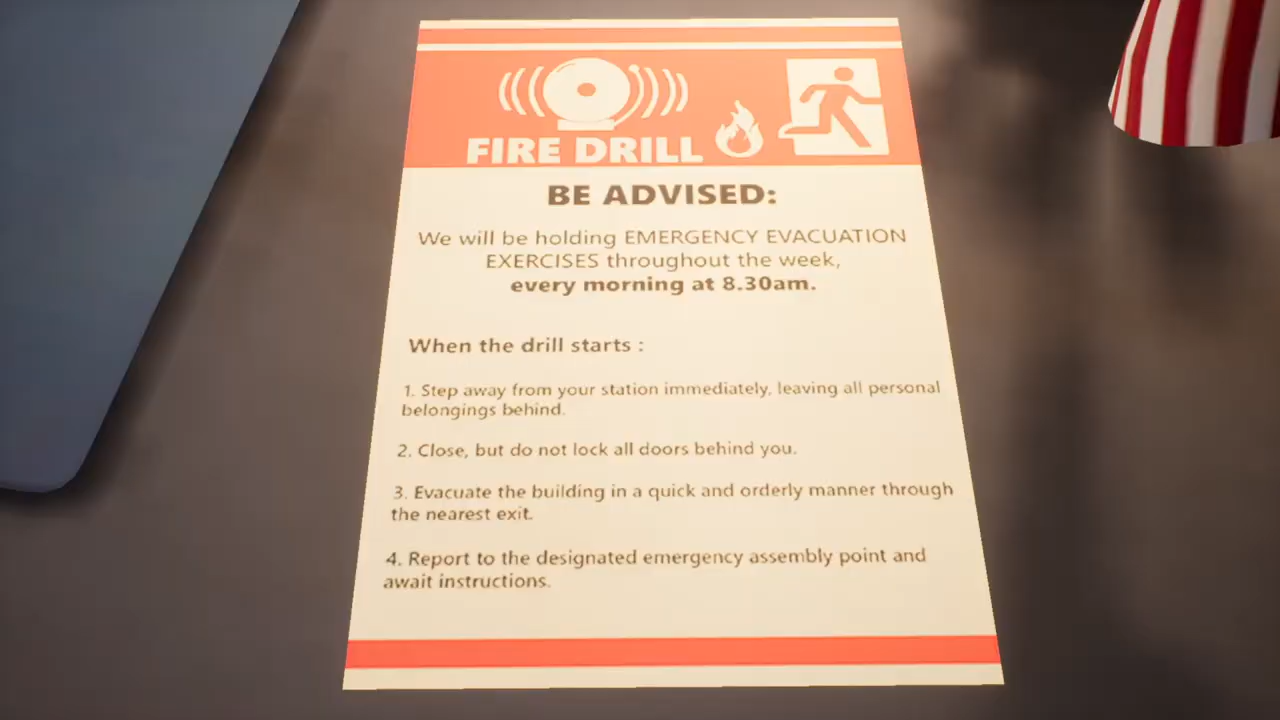 FIRE DRILL
BE ADVISED:
We will be holding EMERGENCY EVACUATION
EXERCISES throughout the week,
every morning at 8.30am.
When the drill starts :
1. Step away from your station immediately, leaving all personal
belongings behind.
2. Close, but do not lock all doors behind you.
3. Evacuate the building in a quick and orderly manner through
the nearest exit.
4. Report to the designated emergency assembly point and
await instructions.